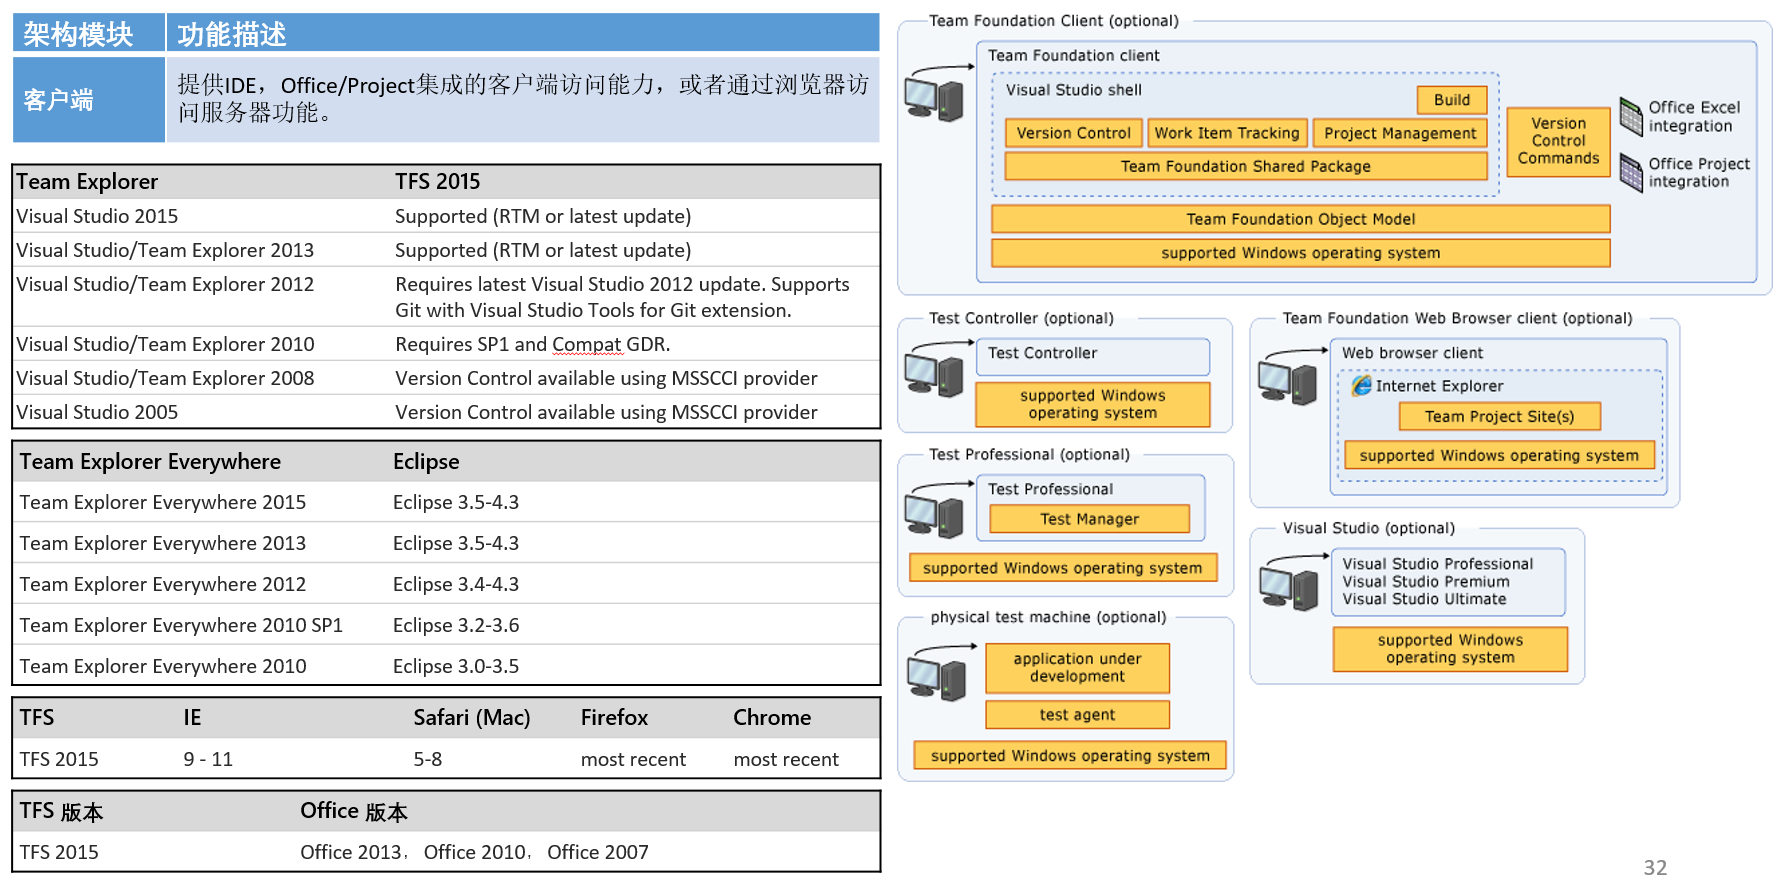 架构模块 功能描述
客户端 提供IDE，Office/Project集成的客户端访问能力，或者通过浏览器访
问服务器功能。
Team Explorer TFS 2015
Visual Studio 2015 Supported (RTM or latest update)
Visual Studio/Team Explorer 2013 Supported (RTM or latest update)
Visual Studio/Team Explorer 2012 Requires latest Visual Studio 2012 update. Supports
Git with Visual Studio Tools for Git extension.
Visual Studio/Team Explorer 2010 Requires SP1 and Compat GDR.
Visual Studio/Team Explorer 2008 Version Control available using MSSCCI provider
Visual Studio 2005 Version Control available using MSSCCI provider
Team Explorer Everywhere Eclipse
Team Explorer Everywhere 2015 Eclipse 3.5-4.3
Team Explorer Everywhere 2013 Eclipse 3.5-4.3
Team Explorer Everywhere 2012 Eclipse 3.4-4.3
Team Explorer Everywhere 2010 SP1 Eclipse 3.2-3.6
Team Explorer Everywhere 2010 Eclipse 3.0-3.5
TFS IE Safari (Mac) Firefox Chrome
TFS 2015 9 - 11 5-8 most recent most recent
TFS 版本 Office 版本
TFS 2015 Office 2013， Office 2010， Office 2007
Team Foundation Client (optional)
Team Foundation client
Visual Studio shell
Build
Version Control
Work Item Tracking
Project Management
Team Foundation Shared Package
Version
Control
Commands
Office Excel
integration
Office Project
integration
Team Foundation Object Model
supported Windows operating system
Test Controller (optional)
Test Controller
supported Windows
operating system
Test Professional (optional)
Test Professional
Test Manager
supported Windows operating system
physical test machine (optional)
application under
development
test agent
supported Windows operating system
Team Foundation Web Browser client (optional)
Web browser client
Internet Explorer
Team Project Site(s)
supported Windows operating system
Visual Studio (optional)
Visual Studio Professional
Visual Studio Premium
Visual Studio Ultimate
supported Windows
operating system
32